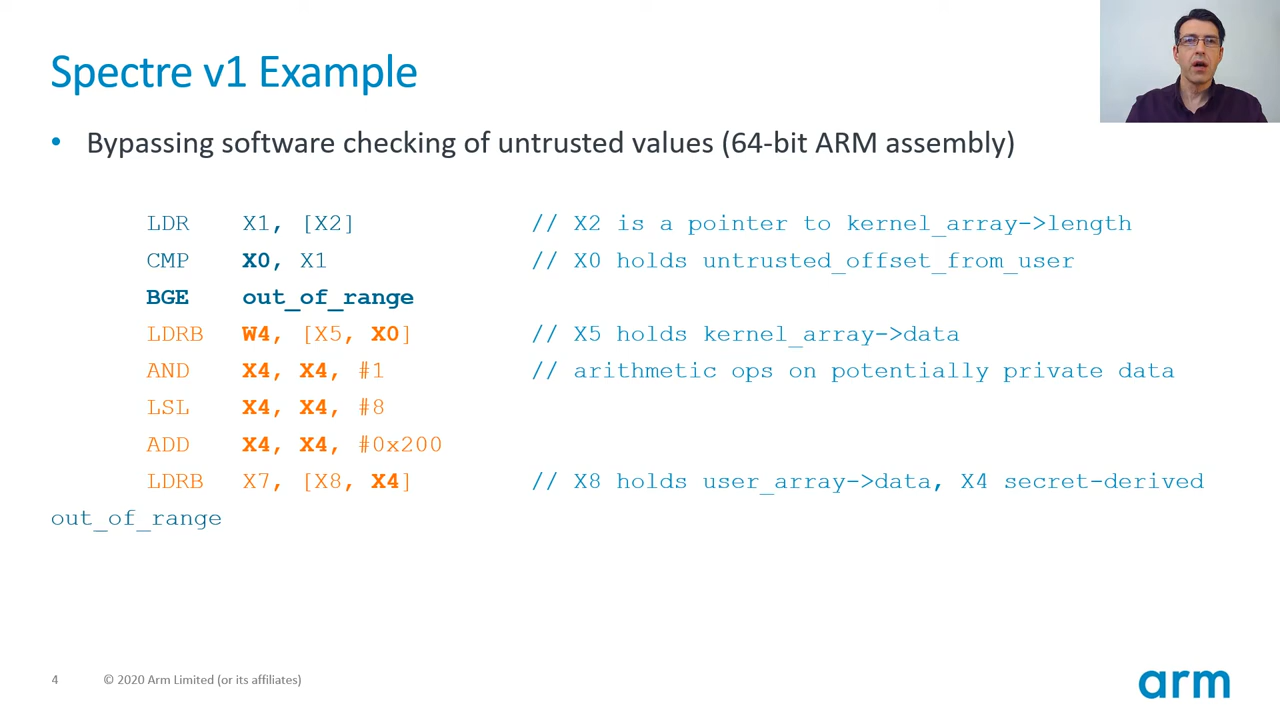 Spectre v1 Example
• Bypassing software checking of untrusted values (64-bit ARM assembly)
LDR X1, [X2] // X2 is a pointer to kernel_array->length
CMP X0, X1 // X0 holds untrusted_offset_from_user
BGE out_of_range
LDRB W4, [X5, X0] // X5 holds kernel_array->data
AND X4, X4, #1 // arithmetic ops on potentially private data
LSL X4, X4, #8
ADD X4, X4, #0x200
LDRB X7, [X8, X4] // X8 holds user_array->data, X4 secret-derived
out_of_range
4 © 2020 Arm Limited (or its affiliates)
arm